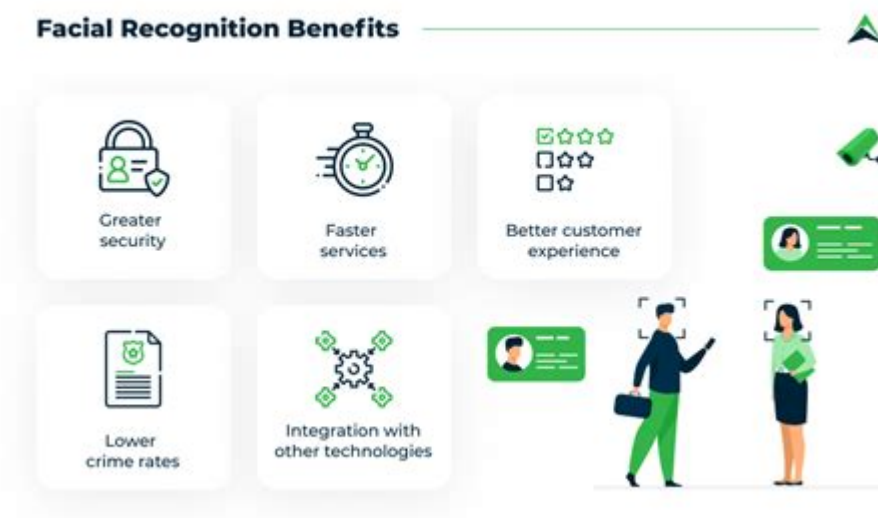 Facial Recognition Benefits
Greater
security
Faster
services
Better customer
experience
Lower
crime rates
Integration with
other technologies